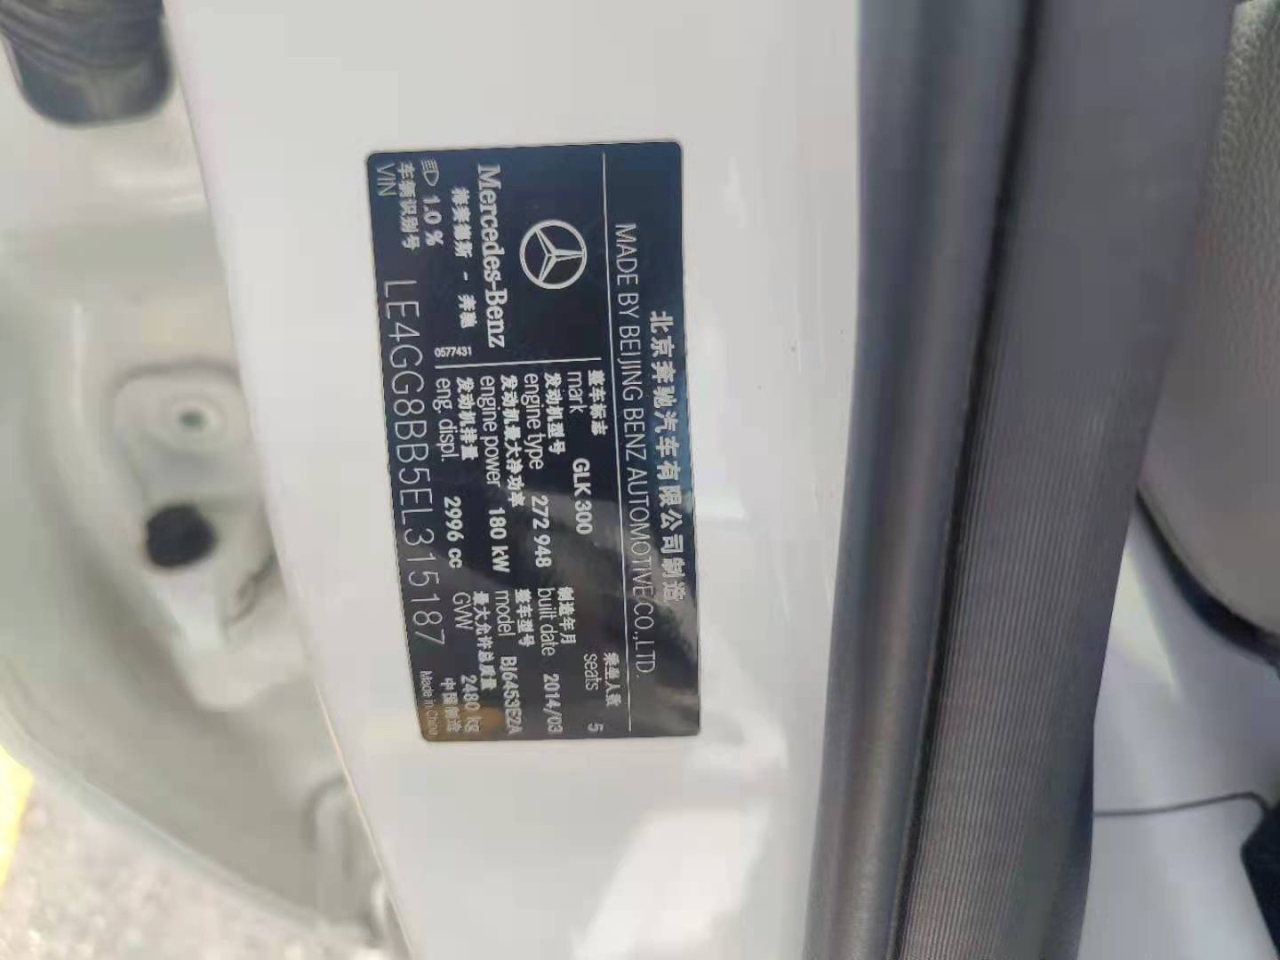 北京奔驰汽车有限公司制造
MADE BY BEIJING BENZ AUTOMOTIVE CO.,LTD.
乘坐人数
seats 5
整车标志
mark GLK 300
发动机型号
engine type 272 948
制造年月
built date 2014/03
发动机最大净功率
engine power 180 kW
整车型号
model BJ6453E2A
发动机排量
eng. displ. 2996 cc
最大允许总质量
GVW 2480 kg
Mercedes-Benz
梅赛德斯 - 奔驰
0577431
1.0 %
车辆识别号
VIN LE4GG8BB5EL315187
中国制造
Made in China